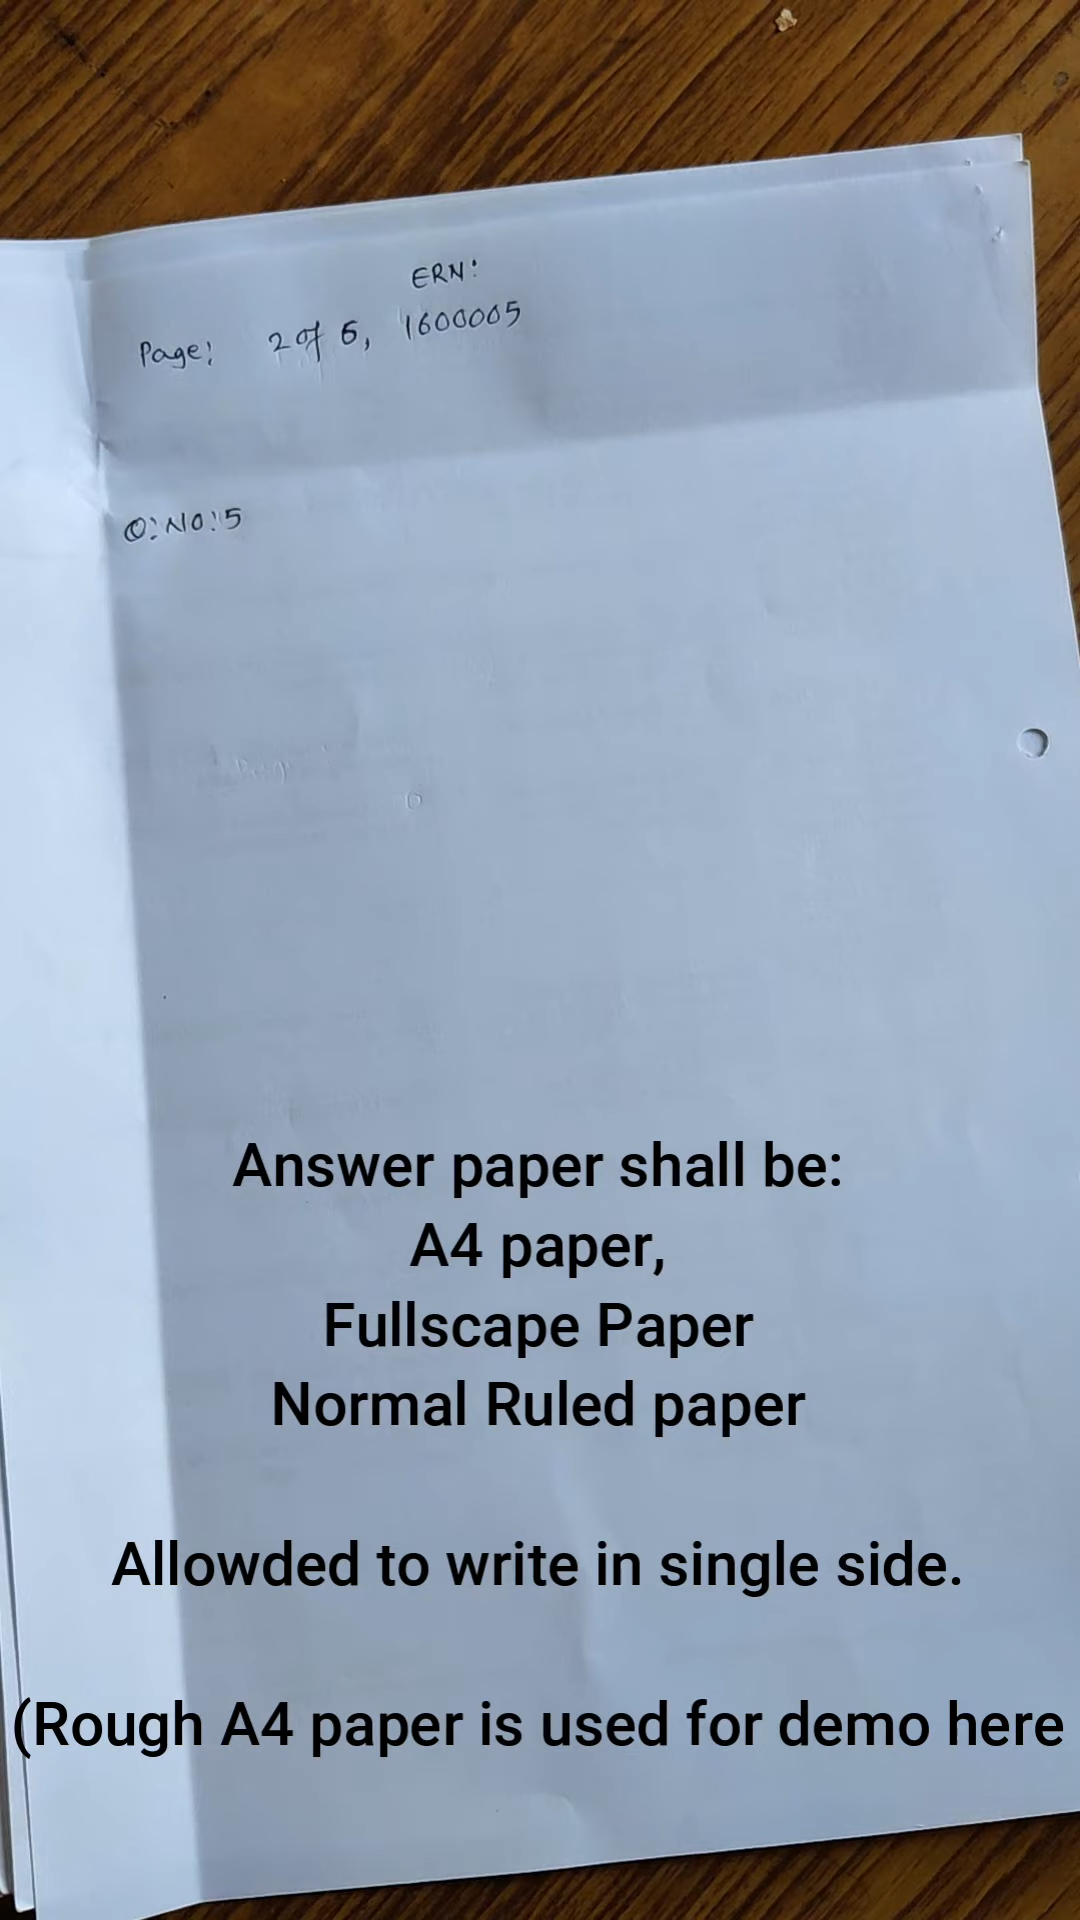 ERN:
Page: 2 of 5, 1600005
Q: NO: 5
Answer paper shall be:
A4 paper,
Fullscape Paper
Normal Ruled paper
Allowded to write in single side.
(Rough A4 paper is used for demo here